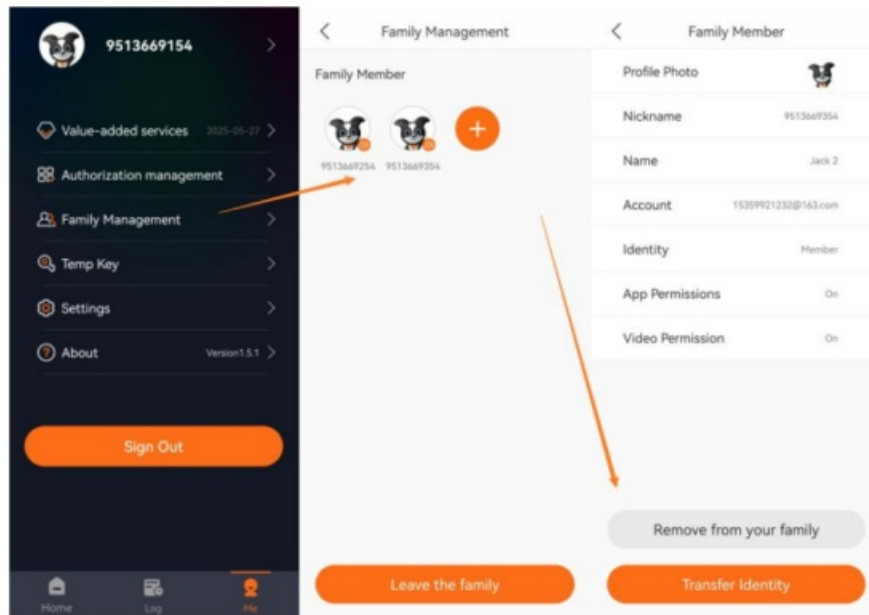 9513669154
Value-added services 2025-05-27
Authorization management
Family Management
Temp Key
Settings
About Version1.5.1
Sign Out
Home Log Me
Family Management
Family Member
9513669254 9513669354
Leave the family
Family Member
Profile Photo
Nickname 9513669354
Name Jack 2
Account 15359921232@163.com
Identity Member
App Permissions On
Video Permission On
Remove from your family
Transfer Identity